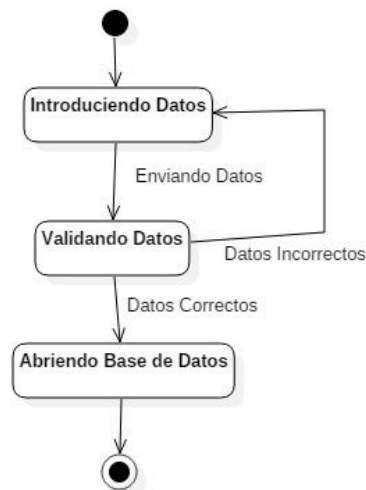 Introduciendo Datos
Enviando Datos
Validando Datos
Datos Incorrectos
Datos Correctos
Abriendo Base de Datos